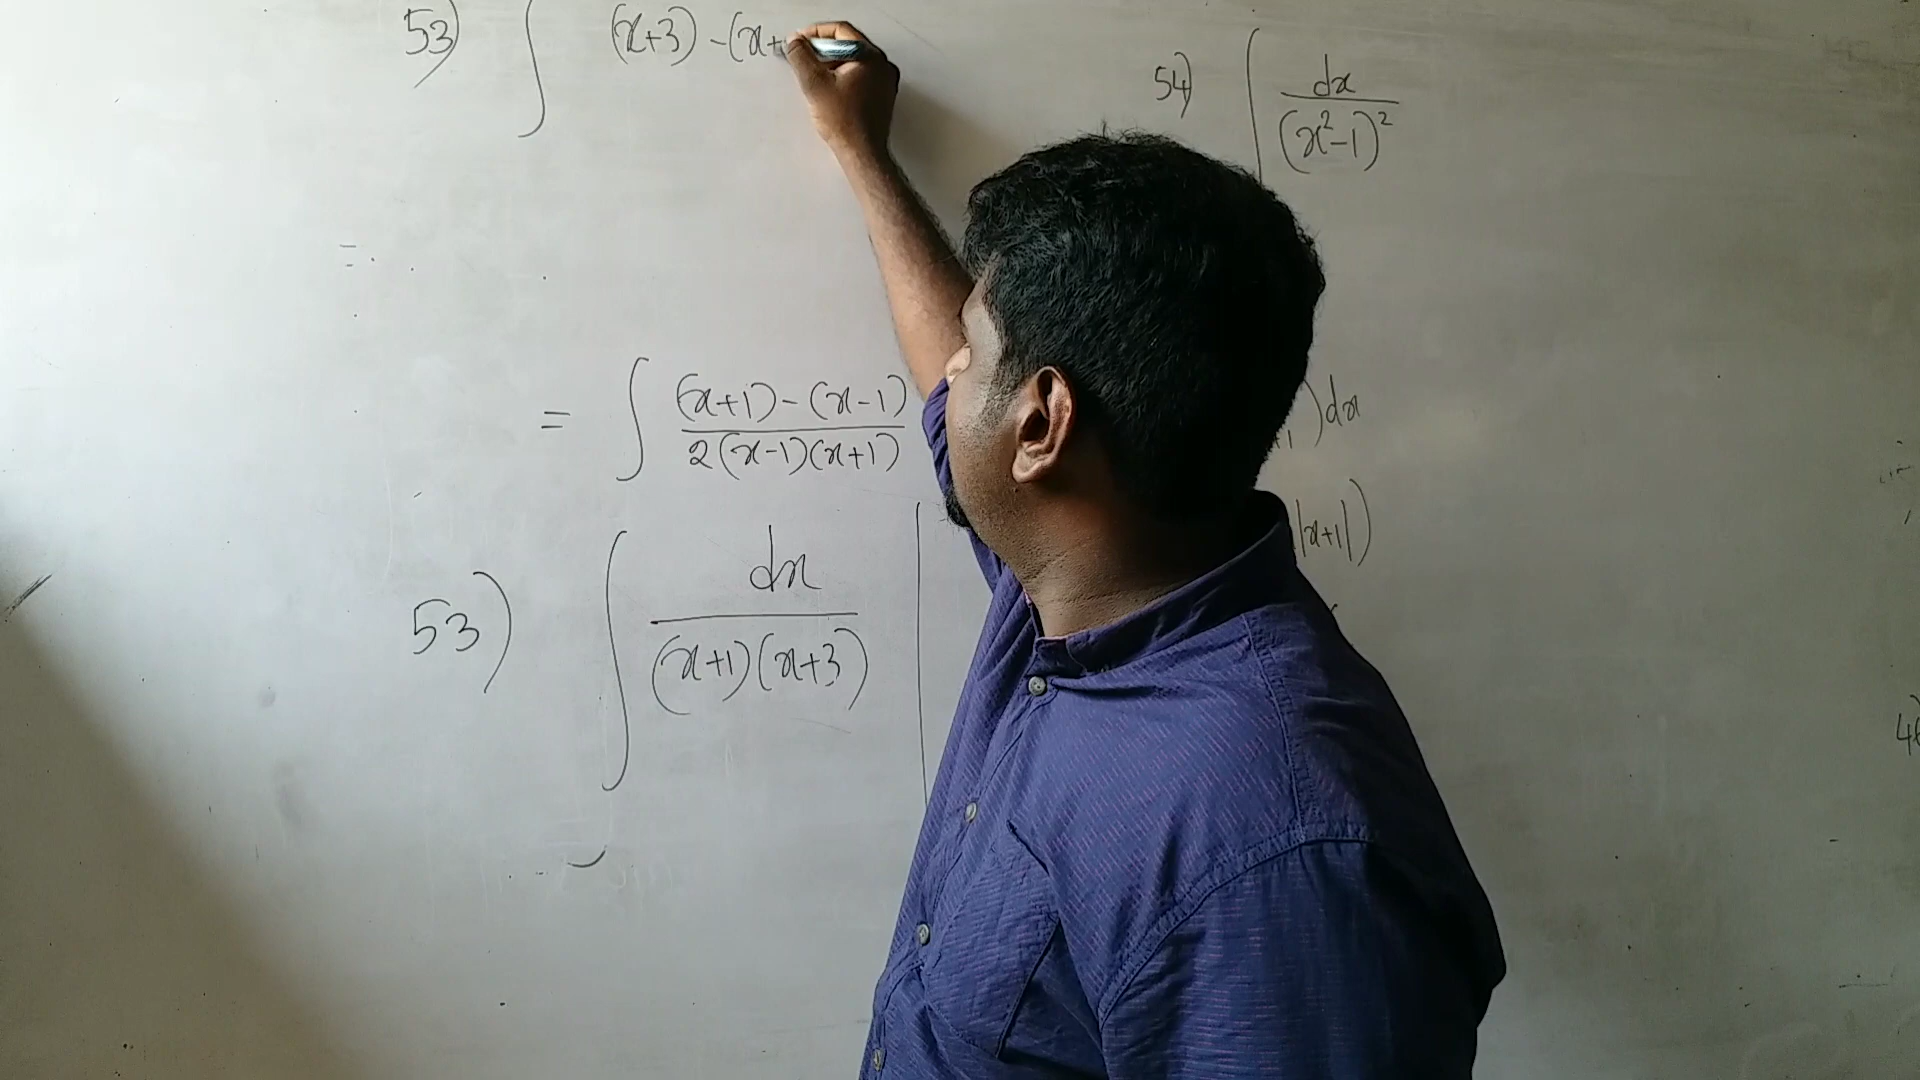 53) ∫ (x+3) - (x+
54) ∫ dx / (x²-1)²
= ∫ (x+1) - (x-1) / 2(x-1)(x+1)
) dx
|x+1| )
53) ∫ dx / (x+1)(x+3)